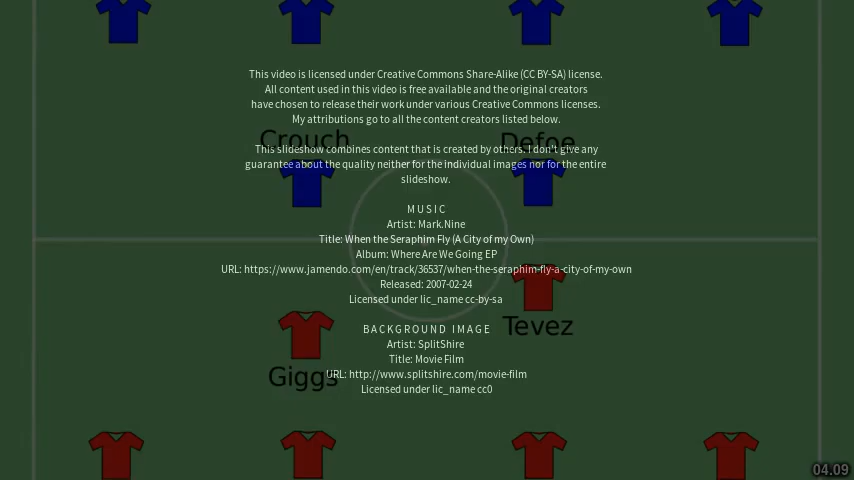 This video is licensed under Creative Commons Share-Alike (CC BY-SA) license.
All content used in this video is free available and the original creators
have chosen to release their work under various Creative Commons licenses.
My attributions go to all the content creators listed below.
Crouch
Defoe
This slideshow combines content that is created by others. I don't give any
guarantee about the quality neither for the individual images nor for the entire
slideshow.
MUSIC
Artist: Mark.Nine
Title: When the Seraphim Fly (A City of my Own)
Album: Where Are We Going EP
URL: https://www.jamendo.com/en/track/36537/when-the-seraphim-fly-a-city-of-my-own
Released: 2007-02-24
Licensed under lic_name cc-by-sa
Tevez
BACKGROUND IMAGE
Artist: SplitShire
Title: Movie Film
Giggs
URL: http://www.splitshire.com/movie-film
Licensed under lic_name cc0
04.09